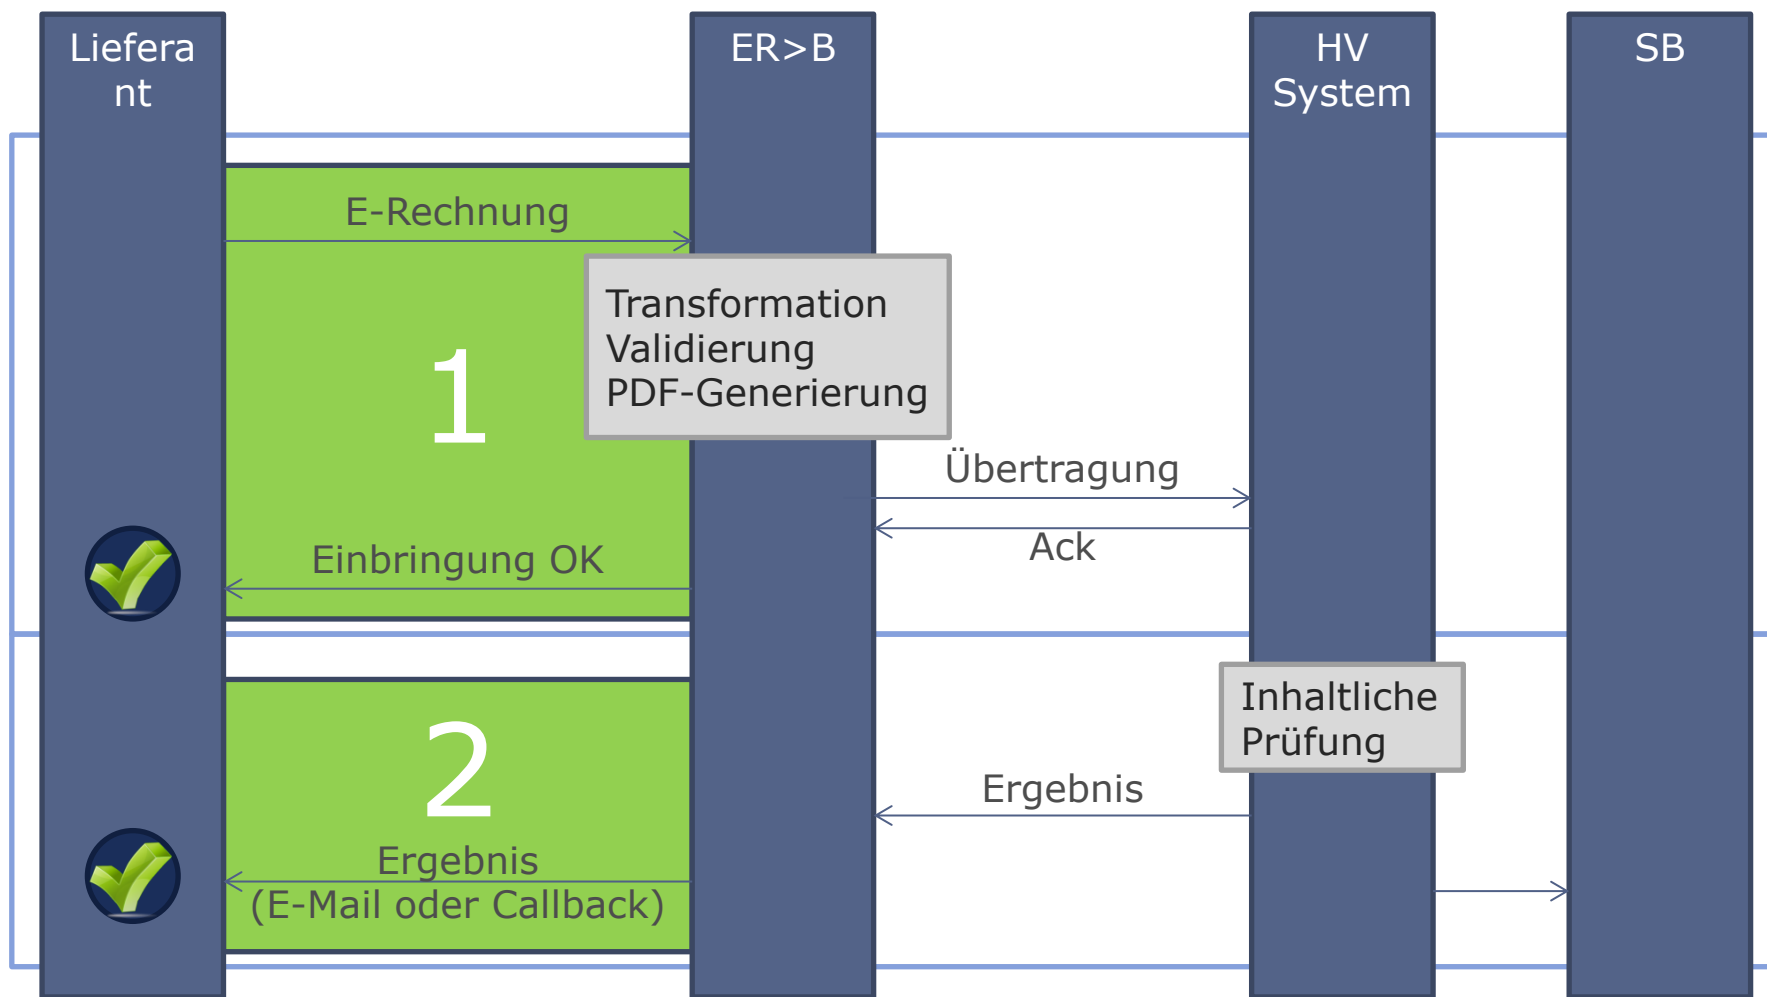 Liefera
nt
ER>B
HV
System
SB
E-Rechnung
Transformation
Validierung
PDF-Generierung
1
Übertragung
Ack
Einbringung OK
Inhaltliche
Prüfung
2
Ergebnis
Ergebnis
(E-Mail oder Callback)